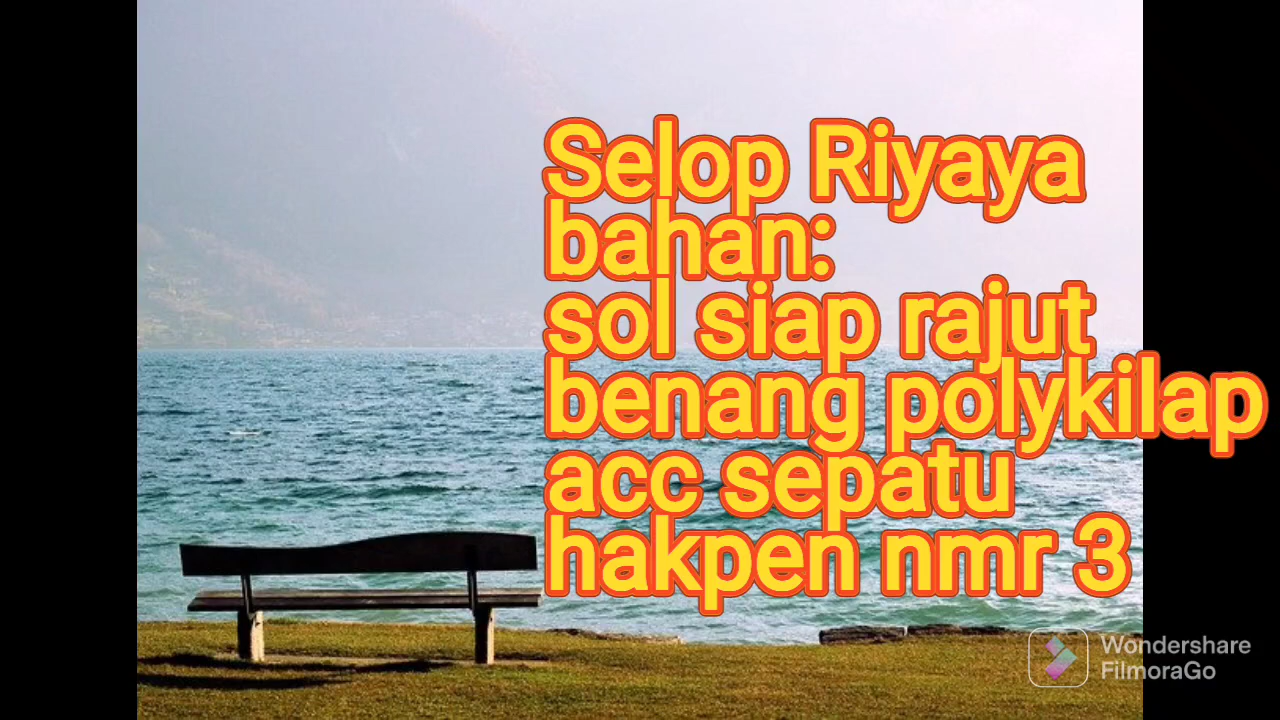 Selop Riyaya
bahan:
sol siap rajut
benang polykilap
acc sepatu
hakpen nmr 3
Wondershare
FilmoraGo